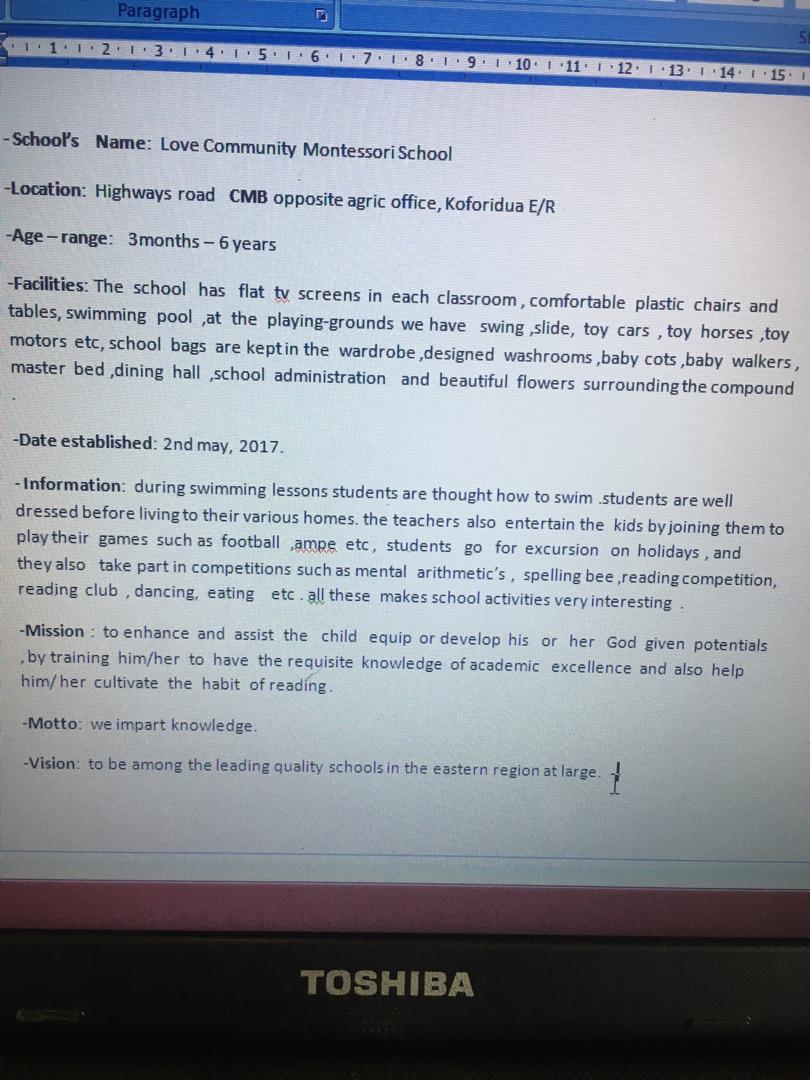 Paragraph
1 2 3 4 5 6 7 8 9 10 11 12 13 14 15
-School's Name: Love Community Montessori School
-Location: Highways road CMB opposite agric office, Koforidua E/R
-Age – range: 3months – 6 years
-Facilities: The school has flat tv screens in each classroom , comfortable plastic chairs and
tables, swimming pool ,at the playing-grounds we have swing ,slide, toy cars , toy horses ,toy
motors etc, school bags are kept in the wardrobe ,designed washrooms ,baby cots ,baby walkers ,
master bed ,dining hall ,school administration and beautiful flowers surrounding the compound
.
-Date established: 2nd may, 2017.
-Information: during swimming lessons students are thought how to swim .students are well
dressed before living to their various homes. the teachers also entertain the kids by joining them to
play their games such as football ,ampe etc , students go for excursion on holidays , and
they also take part in competitions such as mental arithmetic's , spelling bee ,reading competition,
reading club , dancing, eating etc . all these makes school activities very interesting .
-Mission : to enhance and assist the child equip or develop his or her God given potentials
, by training him/her to have the requisite knowledge of academic excellence and also help
him/ her cultivate the habit of reading .
-Motto: we impart knowledge.
-Vision: to be among the leading quality schools in the eastern region at large.
TOSHIBA